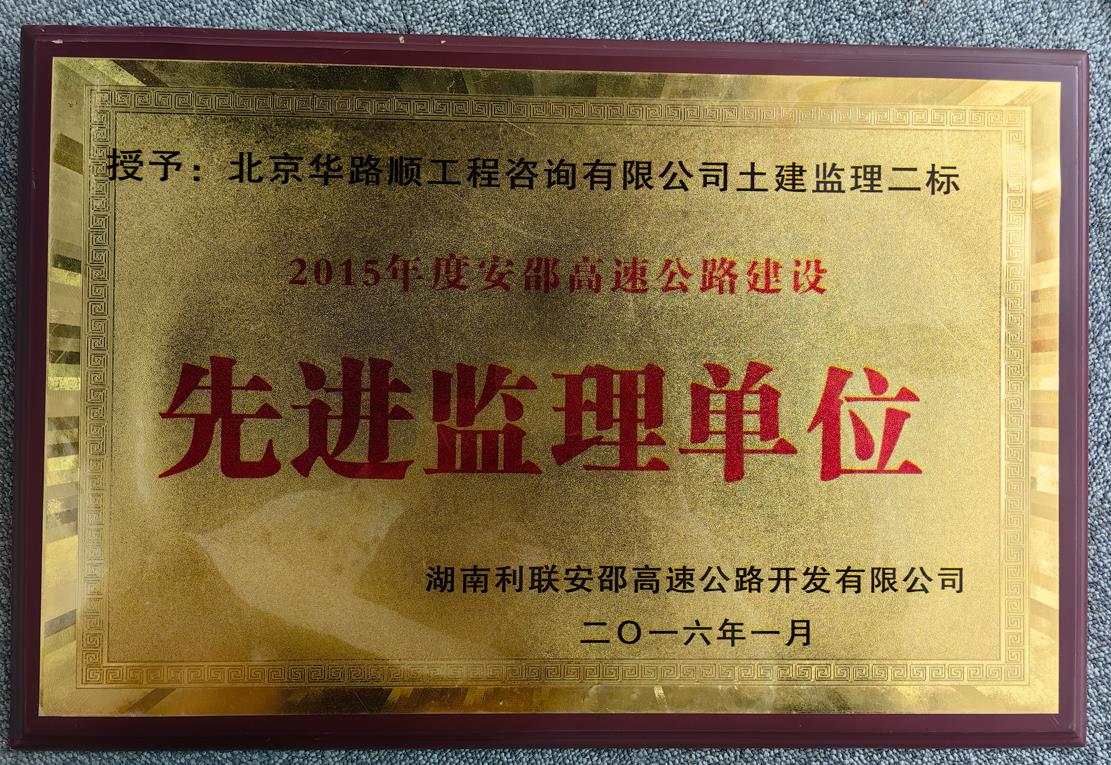 授予：北京华路顺工程咨询有限公司土建监理二标
2015年度安邵高速公路建设
先进监理单位
湖南利联安邵高速公路开发有限公司
二〇一六年一月